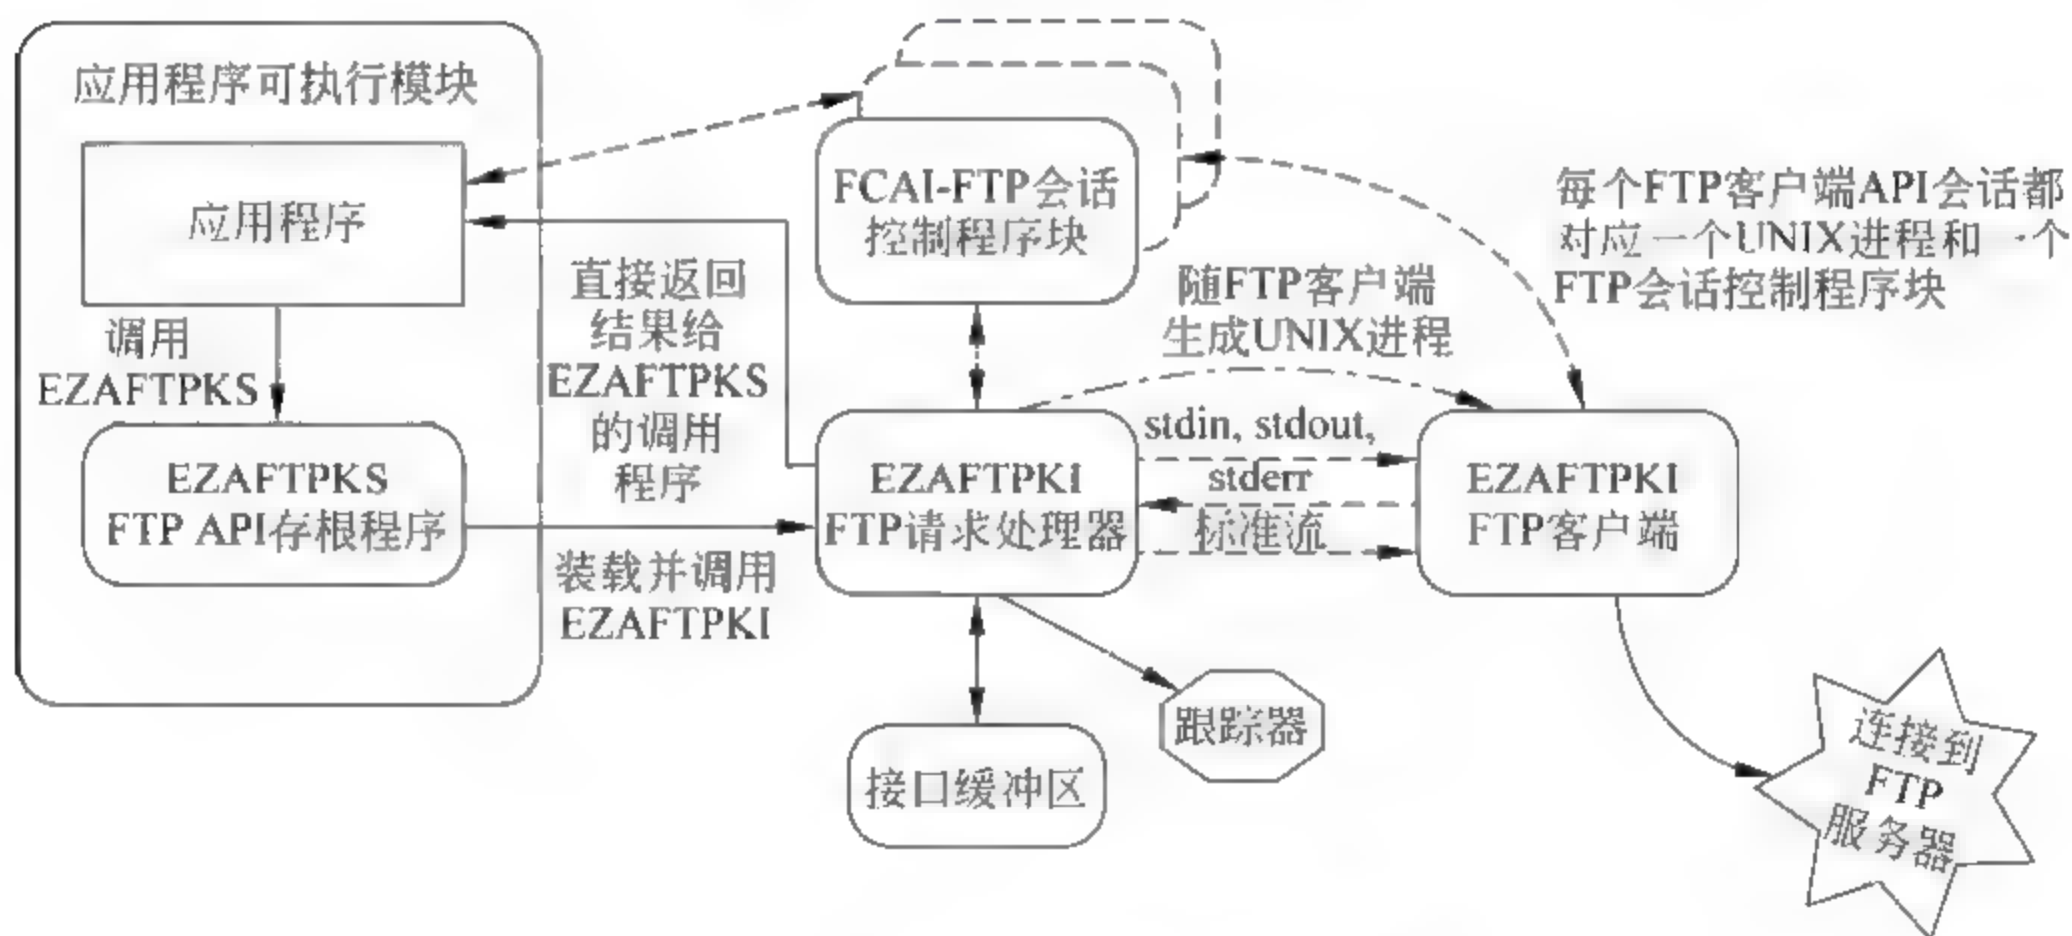 应用程序可执行模块
应用程序
调用
EZAFTPKS
EZAFTPKS
FTP API存根程序
直接返回
结果给
EZAFTPKS
的调用
程序
装载并调用
EZAFTPKI
FCAI-FTP会话
控制程序块
随FTP客户端
生成UNIX进程
每个FTP客户端API会话都
对应一个UNIX进程和一个
FTP会话控制程序块
EZAFTPKI
FTP请求处理器
stdin, stdout,
stderr
标准流
EZAFTPKI
FTP客户端
接口缓冲区
跟踪器
连接到
FTP
服务器